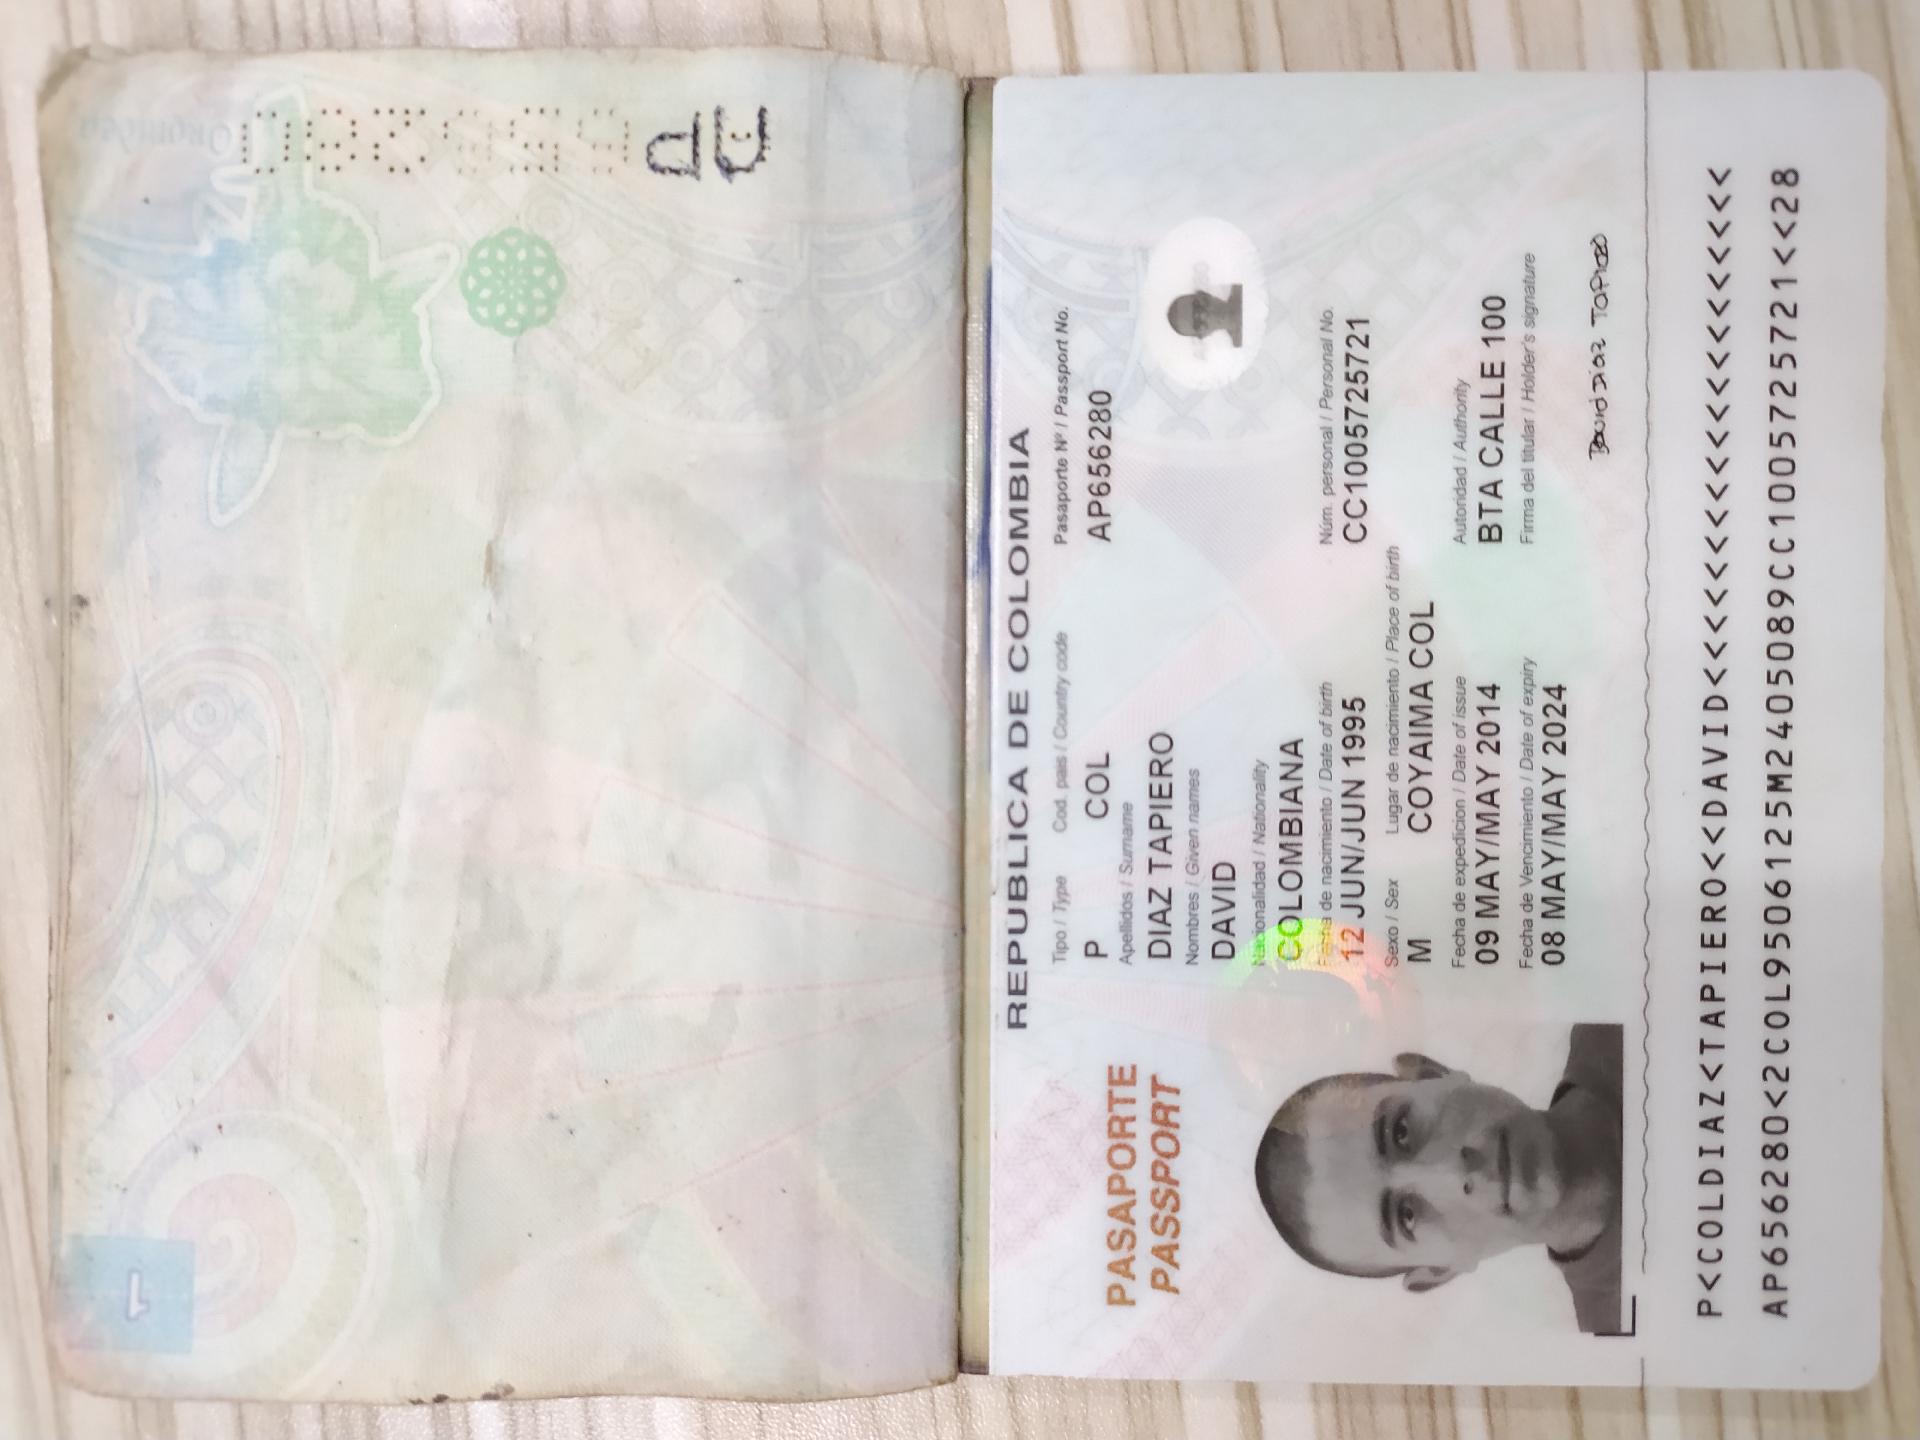 REPUBLICA DE COLOMBIA
PASAPORTE
PASSPORT
Tipo / Type Cod. país / Country code Pasaporte Nº / Passport No.
P COL AP656280
Apellidos / Surname
DIAZ TAPIERO
Nombres / Given names
DAVID
Nacionalidad / Nationality
COLOMBIANA
Fecha de nacimiento / Date of birth Núm. personal / Personal No.
12 JUN/JUN 1995 CC1005725721
Sexo / Sex Lugar de nacimiento / Place of birth
M COYAIMA COL
Fecha de expedicion / Date of issue Autoridad / Authority
09 MAY/MAY 2014 BTA CALLE 100
Fecha de Vencimiento / Date of expiry Firma del titular / Holder's signature
08 MAY/MAY 2024
David Diaz Tapiero
P<COLDIAZ<TAPIERO<<DAVID<<<<<<<<<<<<<<<<<<<<
AP656280<2COL9506125M2405089CC1005725721<<28
1